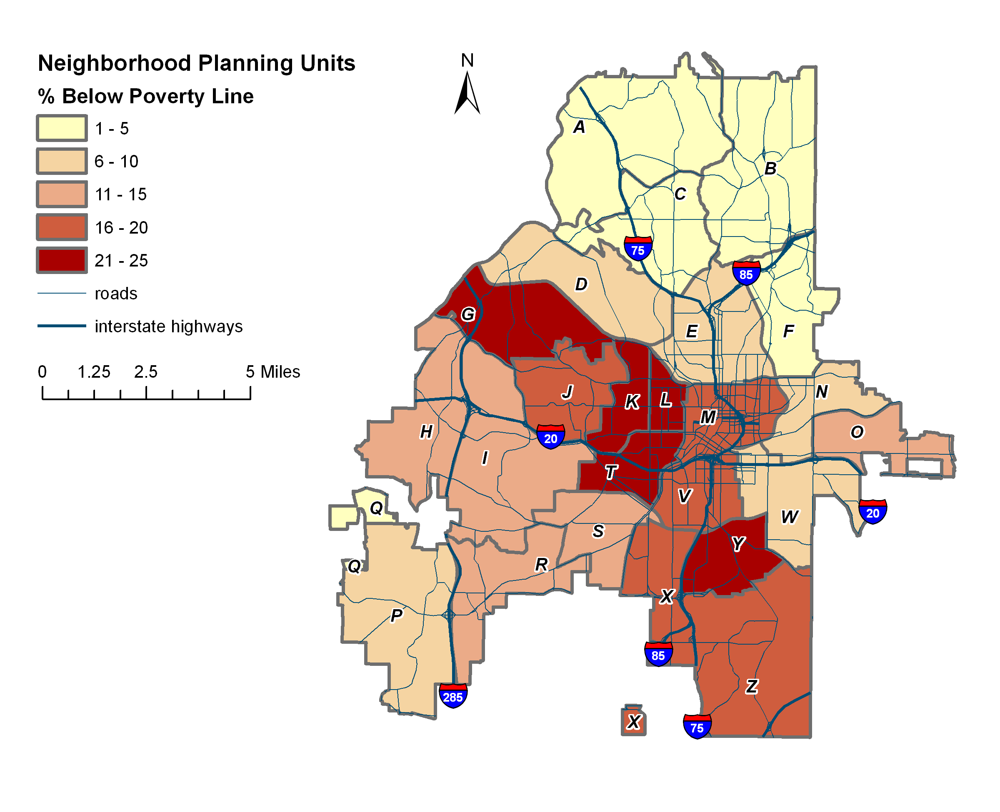 Neighborhood Planning Units
% Below Poverty Line
1 - 5
6 - 10
11 - 15
16 - 20
21 - 25
roads
interstate highways
0 1.25 2.5 5 Miles
N
A
B
C
75
85
D
G
E
F
J
K
L
M
N
H
O
20
I
T
V
Q
W
20
S
Y
Q
R
X
P
85
Z
285
X
75